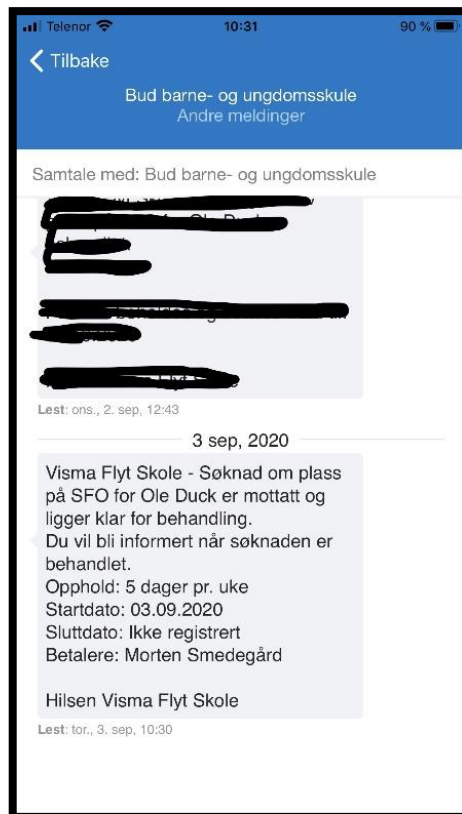 Telenor 10:31 90 %
Tilbake
Bud barne- og ungdomsskule
Andre meldinger
Samtale med: Bud barne- og ungdomsskule
Lest: ons., 2. sep, 12:43
3 sep, 2020
Visma Flyt Skole - Søknad om plass
på SFO for Ole Duck er mottatt og
ligger klar for behandling.
Du vil bli informert når søknaden er
behandlet.
Opphold: 5 dager pr. uke
Startdato: 03.09.2020
Sluttdato: Ikke registrert
Betalere: Morten Smedegård
Hilsen Visma Flyt Skole
Lest: tor., 3. sep, 10:30